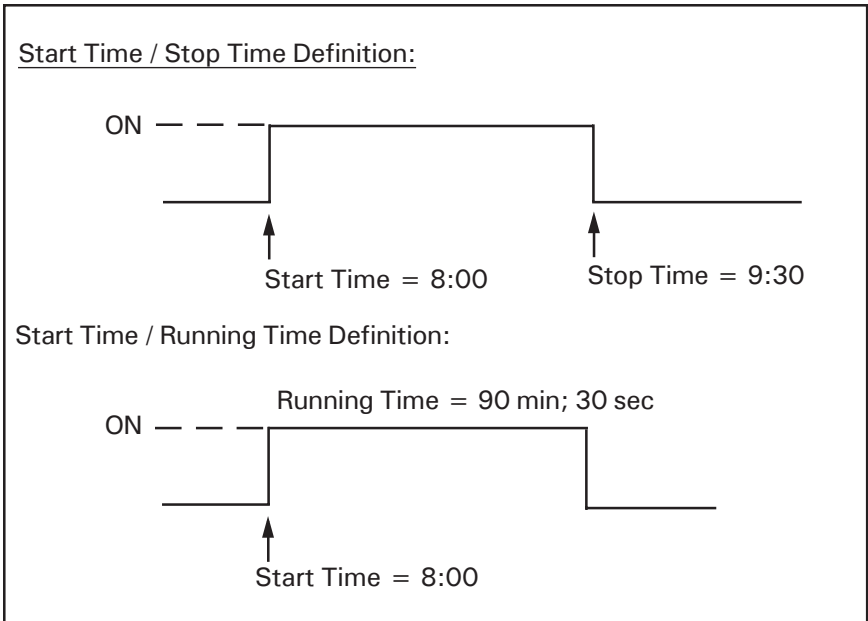 Start Time / Stop Time Definition:
ON
Start Time = 8:00
Stop Time = 9:30
Start Time / Running Time Definition:
Running Time = 90 min; 30 sec
ON
Start Time = 8:00